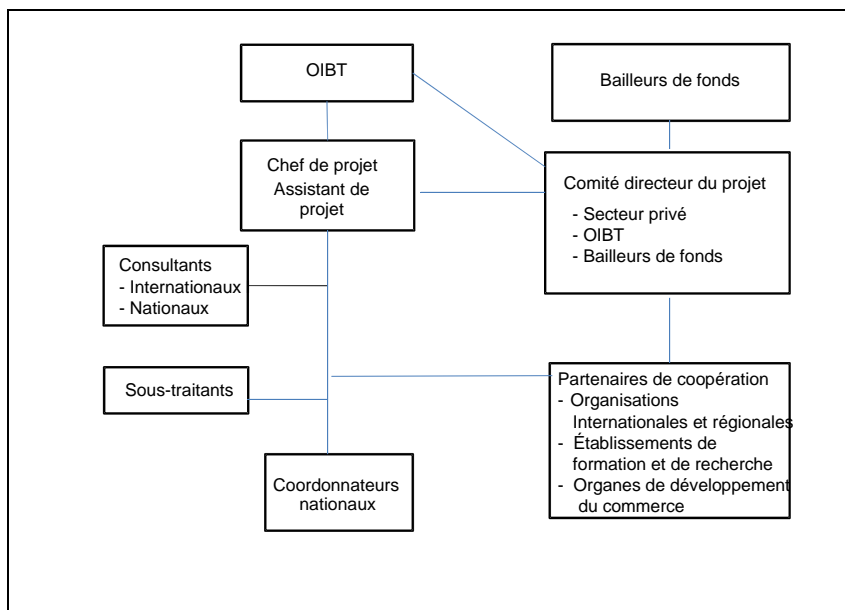 OIBT
Bailleurs de fonds
Chef de projet
Assistant de
projet
Comité directeur du projet
- Secteur privé
- OIBT
- Bailleurs de fonds
Consultants
- Internationaux
- Nationaux
Sous-traitants
Partenaires de coopération
- Organisations
Internationales et régionales
- Établissements de
formation et de recherche
- Organes de développement
du commerce
Coordonnateurs
nationaux